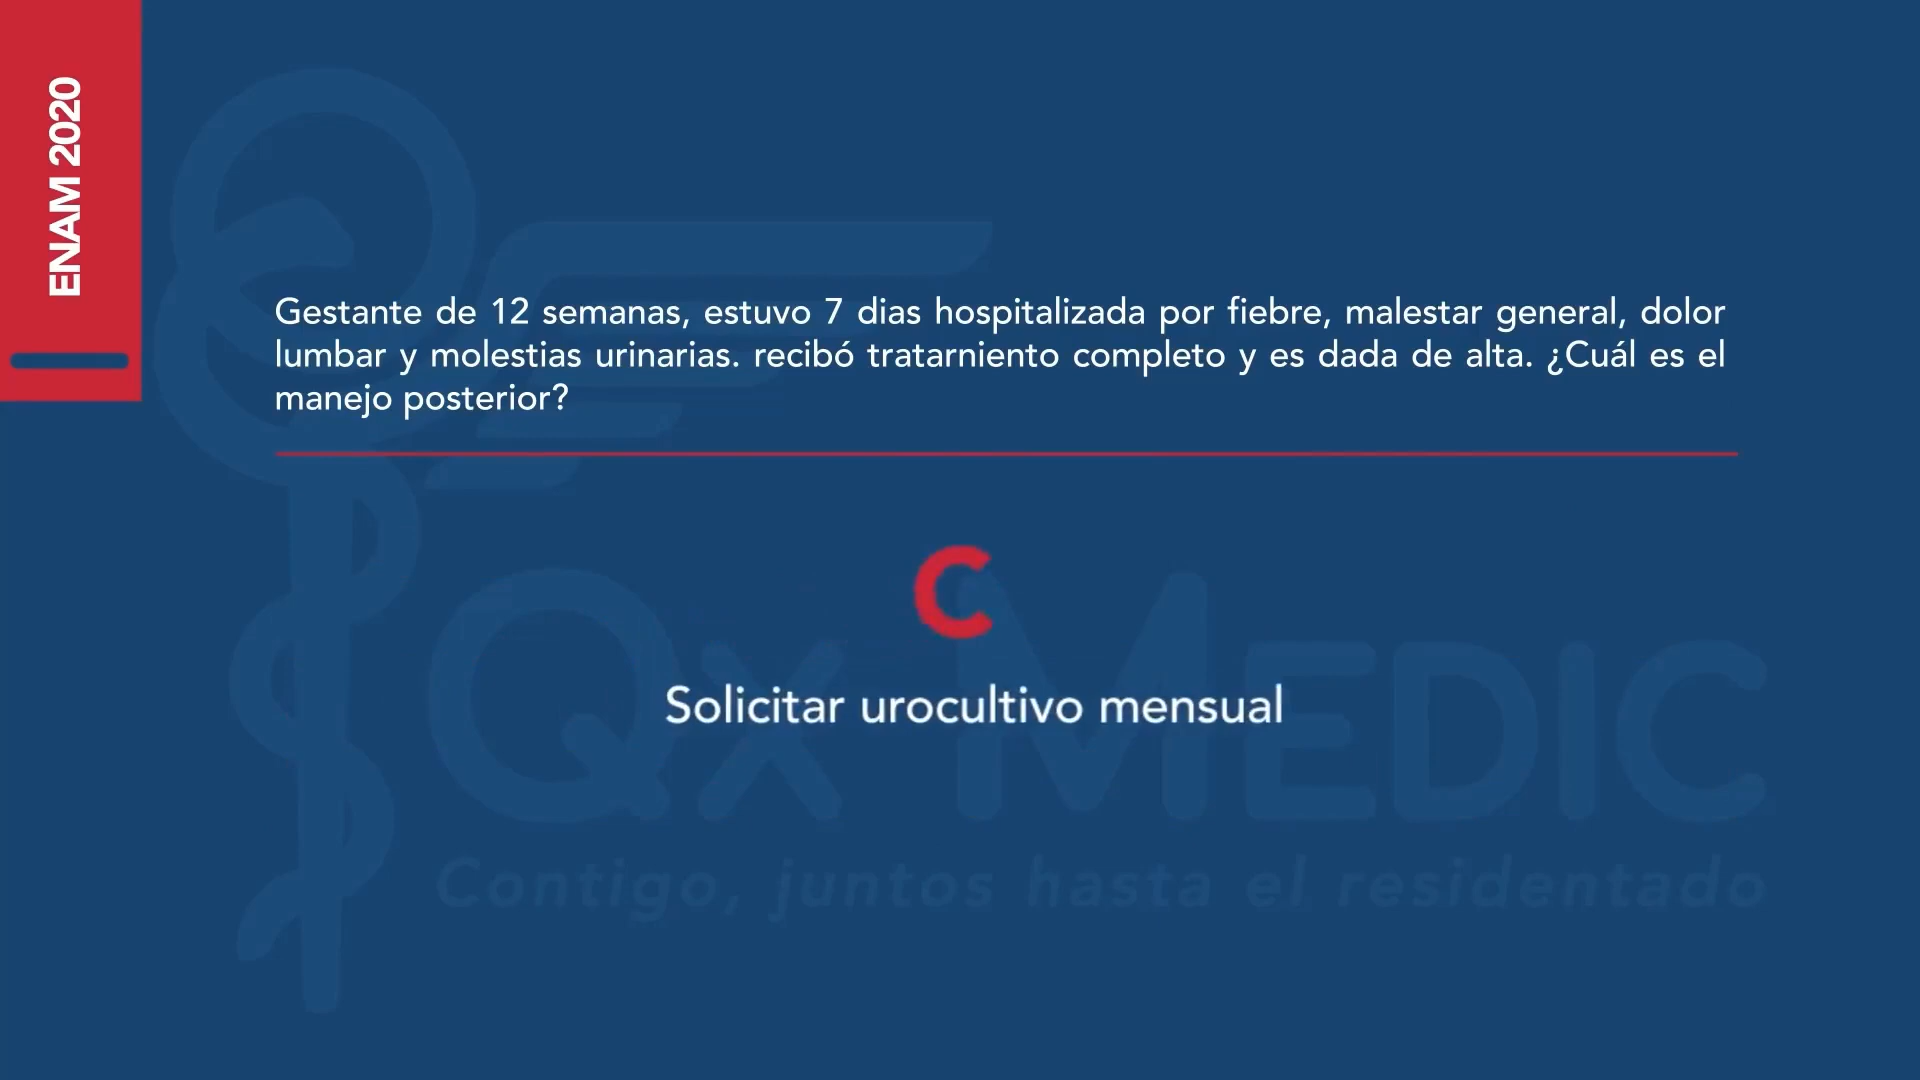 ENAM 2020
Gestante de 12 semanas, estuvo 7 dias hospitalizada por fiebre, malestar general, dolor
lumbar y molestias urinarias. recibó tratarniento completo y es dada de alta. ¿Cuál es el
manejo posterior?
C
Solicitar urocultivo mensual
Qx MEDIC
Contigo, juntos hasta el residentado